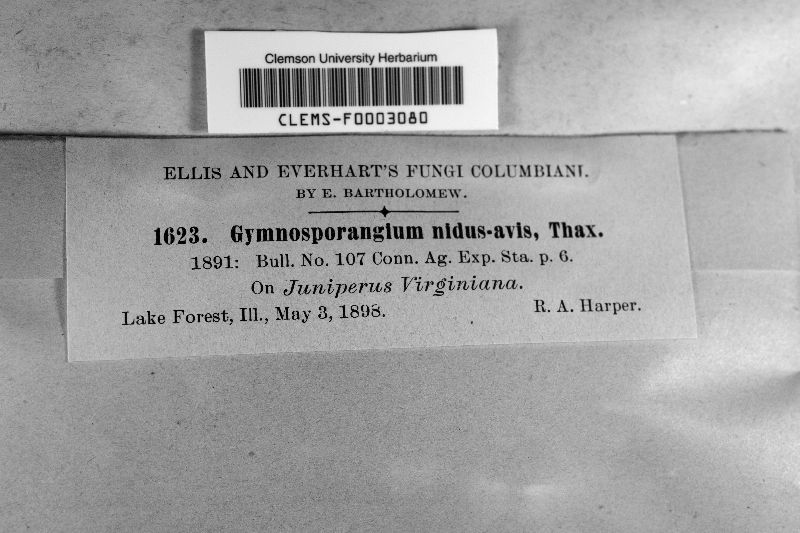 Clemson University Herbarium
CLEMS-F0003080
ELLIS AND EVERHART'S FUNGI COLUMBIANI.
BY E. BARTHOLOMEW.
1623. Gymnosporangium nidus-avis, Thax.
1891: Bull. No. 107 Conn. Ag. Exp. Sta. p. 6.
On Juniperus Virginiana.
Lake Forest, Ill., May 3, 1898. R. A. Harper.